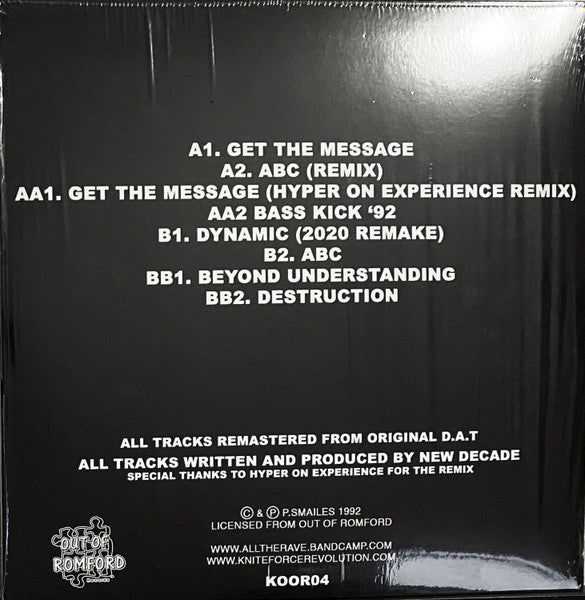 A1. GET THE MESSAGE
A2. ABC (REMIX)
AA1. GET THE MESSAGE (HYPER ON EXPERIENCE REMIX)
AA2 BASS KICK ‘92
B1. DYNAMIC (2020 REMAKE)
B2. ABC
BB1. BEYOND UNDERSTANDING
BB2. DESTRUCTION
ALL TRACKS REMASTERED FROM ORIGINAL D.A.T
ALL TRACKS WRITTEN AND PRODUCED BY NEW DECADE
SPECIAL THANKS TO HYPER ON EXPERIENCE FOR THE REMIX
© & ℗ P.SMAILES 1992
LICENSED FROM OUT OF ROMFORD
WWW.ALLTHERAVE.BANDCAMP.COM
WWW.KNITEFORCEREVOLUTION.COM
KOOR04
OUT OF
ROMFORD